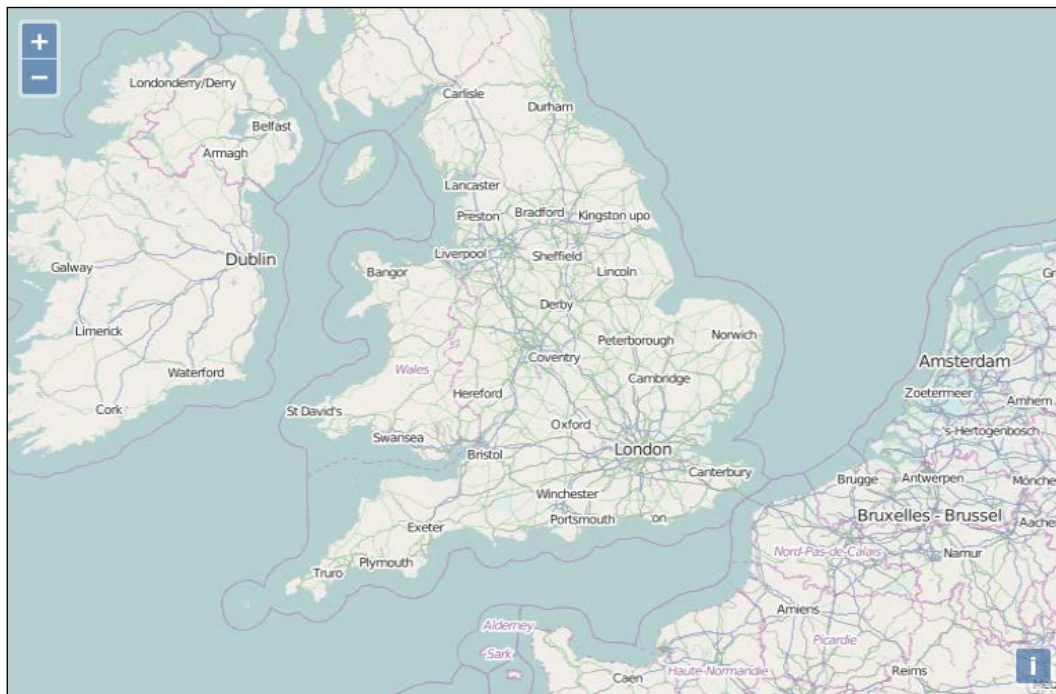 +
−
Londonderry/Derry
Carlisle
Durham
Belfast
Armagh
Lancaster
Preston
Bradford
Kingston upo
Dublin
Liverpool
Sheffield
Galway
Bangor
Lincoln
Derby
Limerick
Peterborough
Norwich
Coventry
Amsterdam
Waterford
Wales
Cambridge
Hereford
Zoetermeer
Arnhem
Cork
St David's
Oxford
Swansea
's-Hertogenbosch
Bristol
London
Canterbury
Brugge
Antwerpen
Winchester
Portsmouth
on
Bruxelles - Brussel
Exeter
Nord-Pas-de-Calais
Namur
Plymouth
Truro
Amiens
Alderney
Picardie
Sark
Haute-Normandie
Reims
Caen
i